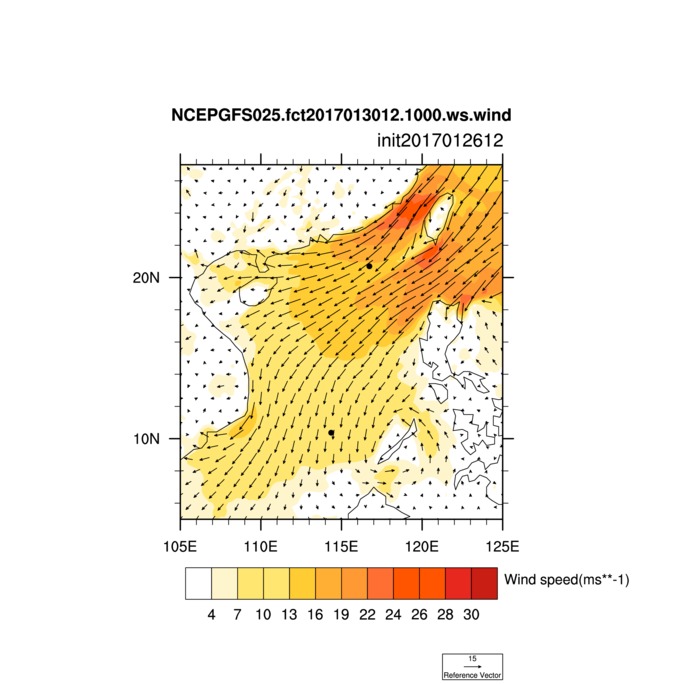 NCEPGFS025.fct2017013012.1000.ws.wind
init2017012612
20N
10N
105E 110E 115E 120E 125E
Wind speed(ms**-1)
4 7 10 13 16 19 22 24 26 28 30
15
Reference Vector